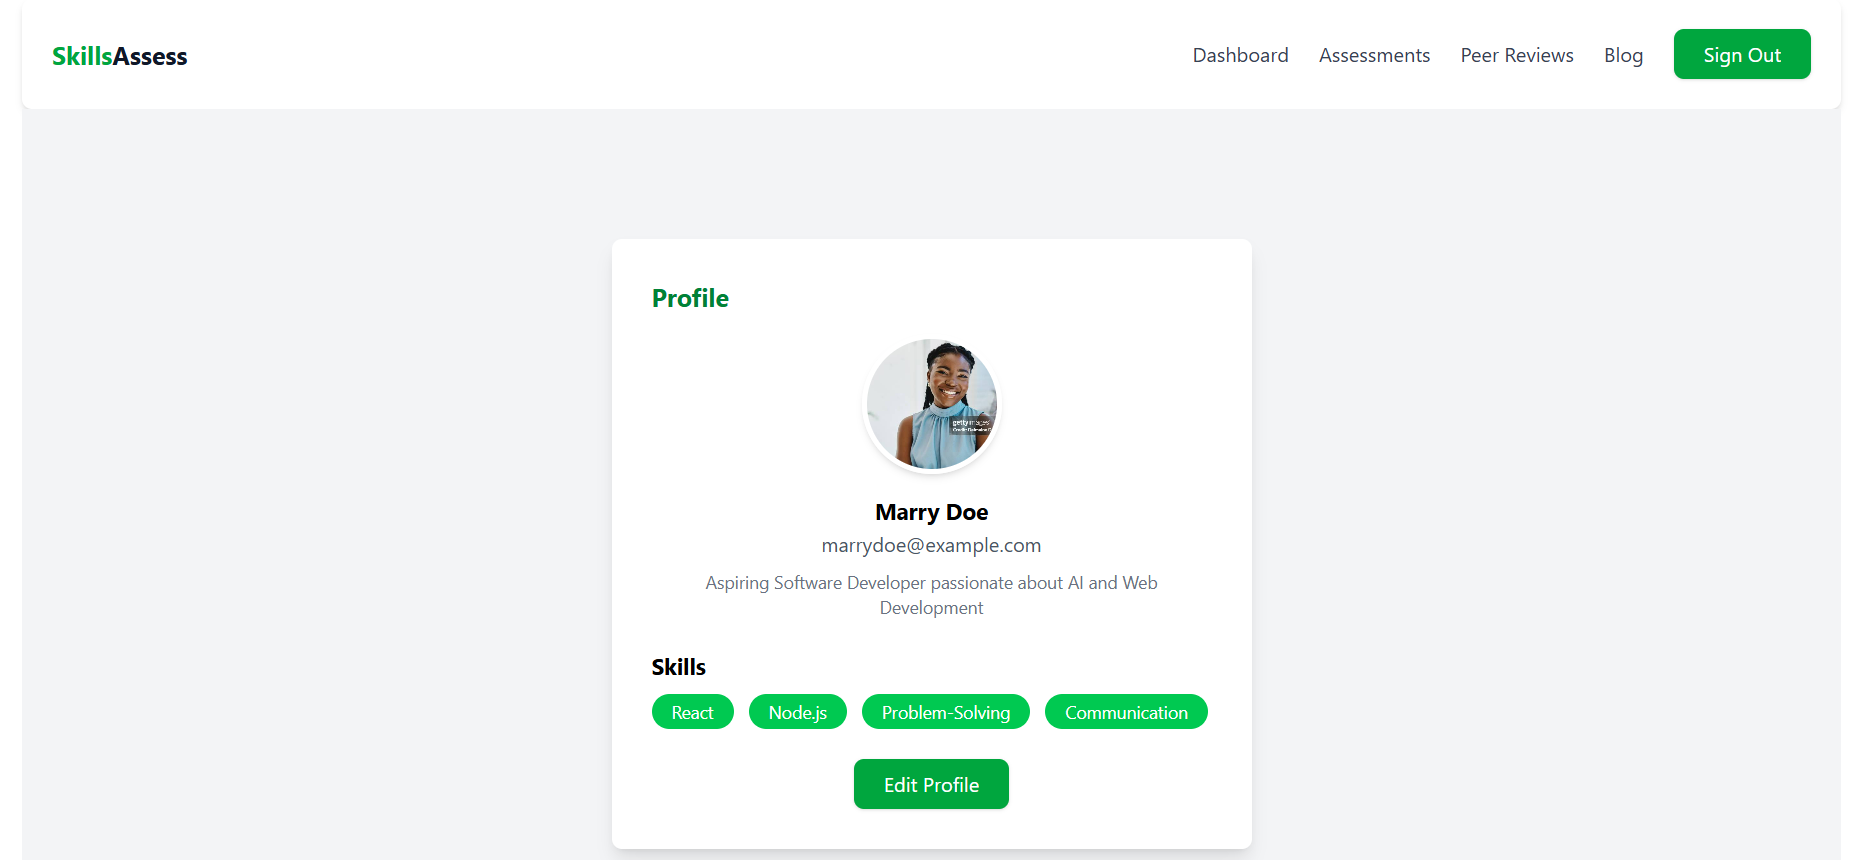 SkillsAssess
Dashboard
Assessments
Peer Reviews
Blog
Sign Out
Profile
gettyimages
Marry Doe
marrydoe@example.com
Aspiring Software Developer passionate about AI and Web
Development
Skills
React
Node.js
Problem-Solving
Communication
Edit Profile